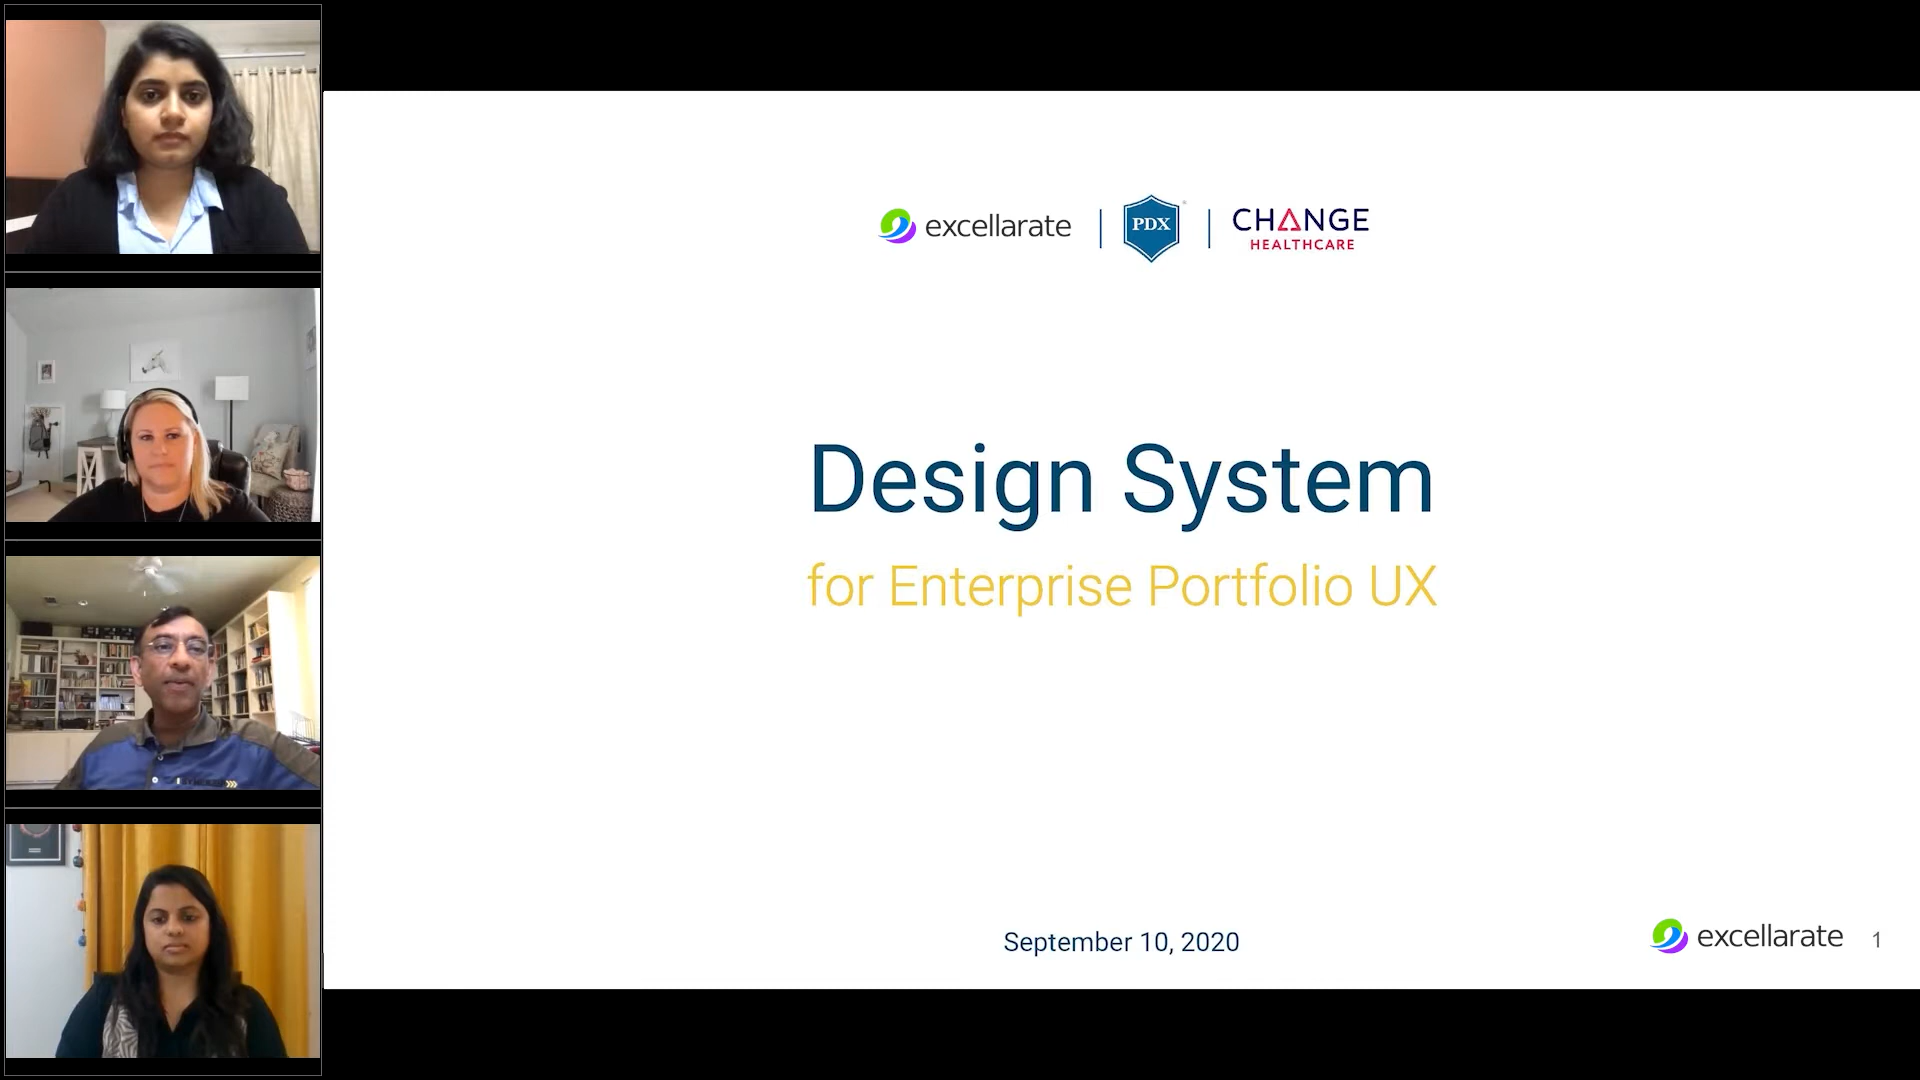 excellarate | PDX | CHANGE HEALTHCARE
Design System
for Enterprise Portfolio UX
September 10, 2020
excellarate 1